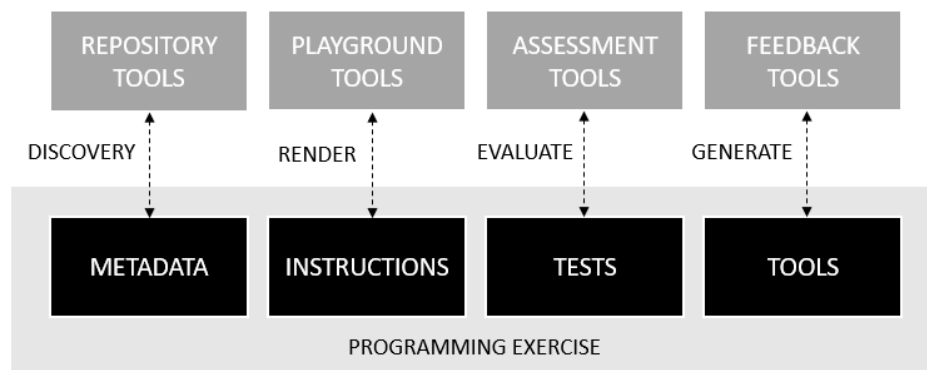 REPOSITORY
TOOLS
PLAYGROUND
TOOLS
ASSESSMENT
TOOLS
FEEDBACK
TOOLS
DISCOVERY
RENDER
EVALUATE
GENERATE
METADATA
INSTRUCTIONS
TESTS
TOOLS
PROGRAMMING EXERCISE